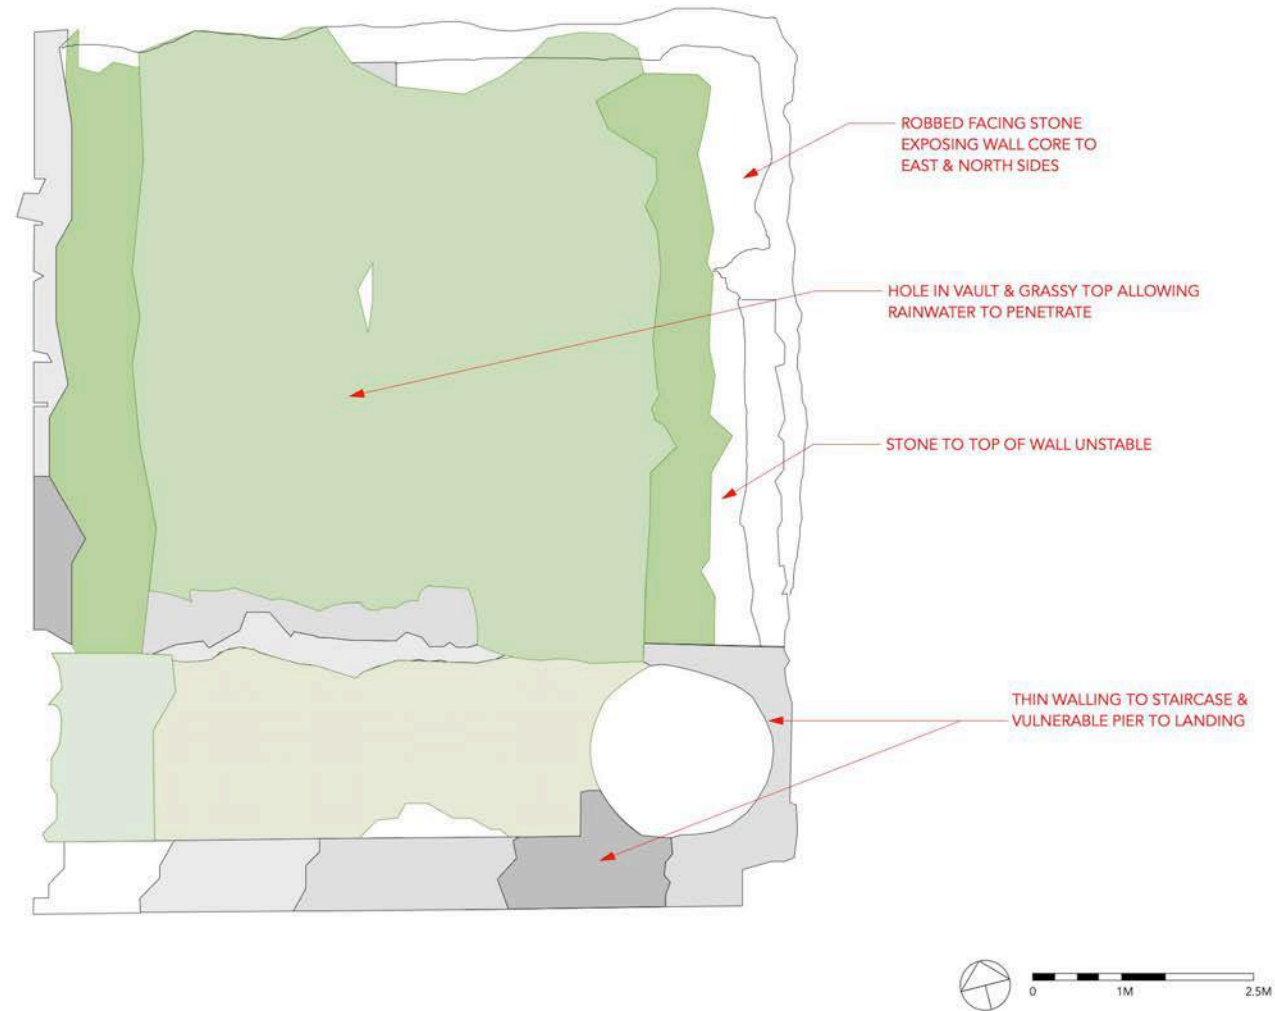 ROBBED FACING STONE
EXPOSING WALL CORE TO
EAST & NORTH SIDES
HOLE IN VAULT & GRASSY TOP ALLOWING
RAINWATER TO PENETRATE
STONE TO TOP OF WALL UNSTABLE
THIN WALLING TO STAIRCASE &
VULNERABLE PIER TO LANDING
0 1M 2.5M